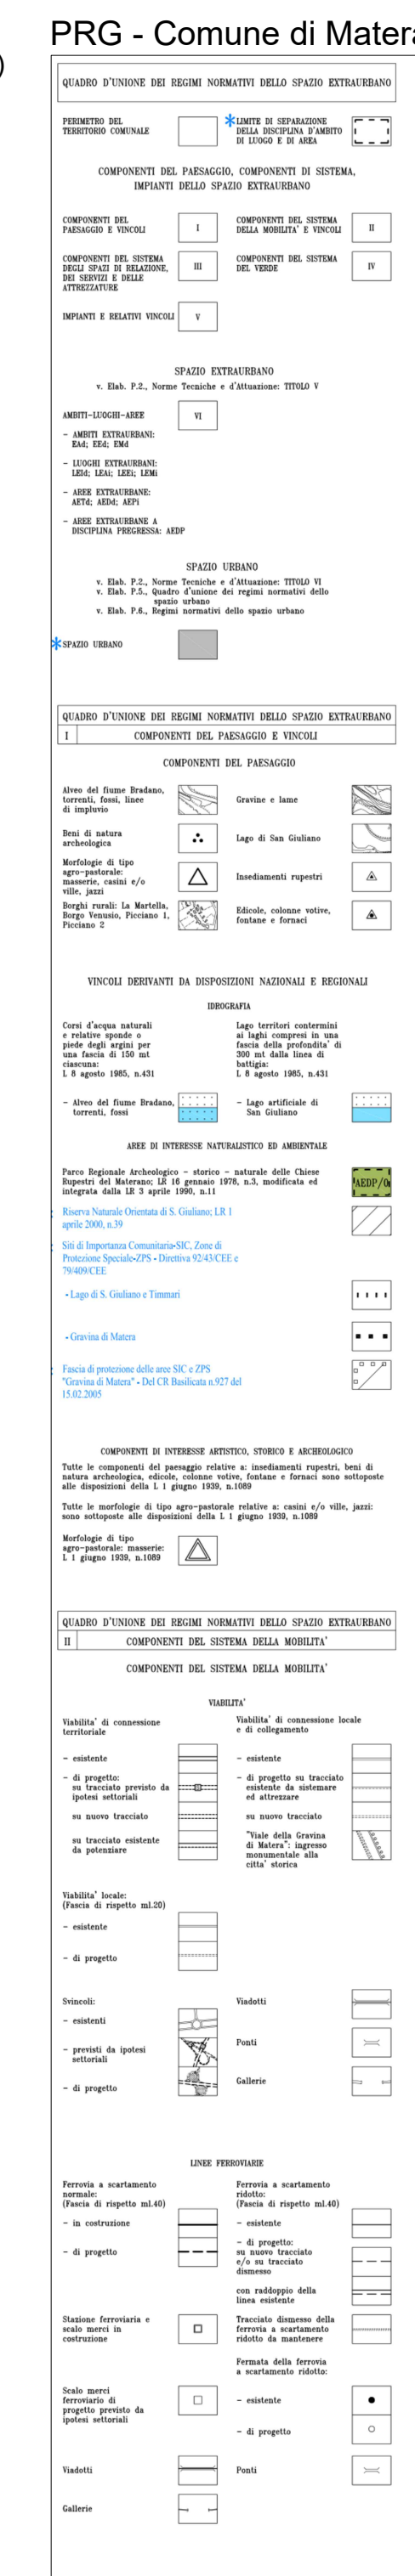 PRG - Comune di Matera
)
QUADRO D'UNIONE DEI REGIMI NORMATIVI DELLO SPAZIO EXTRAURBANO
PERIMETRO DEL
TERRITORIO COMUNALE
*LIMITE DI SEPARAZIONE
DELLA DISCIPLINA D'AMBITO
DI LUOGO E DI AREA
COMPONENTI DEL PAESAGGIO, COMPONENTI DI SISTEMA,
IMPIANTI DELLO SPAZIO EXTRAURBANO
COMPONENTI DEL
PAESAGGIO E VINCOLI
I
COMPONENTI DEL SISTEMA
DELLA MOBILITA' E VINCOLI
II
COMPONENTI DEL SISTEMA
DEGLI SPAZI DI RELAZIONE,
DEI SERVIZI E DELLE
ATTREZZATURE
III
COMPONENTI DEL SISTEMA
DEL VERDE
IV
IMPIANTI E RELATIVI VINCOLI
V
SPAZIO EXTRAURBANO
v. Elab. P.2., Norme Tecniche e d'Attuazione: TITOLO V
AMBITI-LUOGHI-AREE
VI
- AMBITI EXTRAURBANI:
EAd; EEd; EMd
- LUOGHI EXTRAURBANI:
LEId; LEAi; LEEi; LEMi
- AREE EXTRAURBANE:
AETd; AEDd; AEPi
- AREE EXTRAURBANE A
DISCIPLINA PREGRESSA: AEDP
SPAZIO URBANO
v. Elab. P.2., Norme Tecniche e d'Attuazione: TITOLO VI
v. Elab. P.5., Quadro d'unione dei regimi normativi dello
spazio urbano
v. Elab. P.6., Regimi normativi dello spazio urbano
*SPAZIO URBANO
QUADRO D'UNIONE DEI REGIMI NORMATIVI DELLO SPAZIO EXTRAURBANO
I COMPONENTI DEL PAESAGGIO E VINCOLI
COMPONENTI DEL PAESAGGIO
Alveo del fiume Bradano,
torrenti, fossi, linee
di impluvio
Gravine e lame
Beni di natura
archeologica
Lago di San Giuliano
Morfologie di tipo
agro-pastorale:
masserie, casini e/o
ville, jazzi
Insediamenti rupestri
Borghi rurali: La Martella,
Borgo Venusio, Picciano 1,
Picciano 2
Edicole, colonne votive,
fontane e fornaci
VINCOLI DERIVANTI DA DISPOSIZIONI NAZIONALI E REGIONALI
IDROGRAFIA
Corsi d'acqua naturali
e relative sponde o
piede degli argini per
una fascia di 150 mt
ciascuna:
L 8 agosto 1985, n.431
Lago territori contermini
ai laghi compresi in una
fascia della profondita' di
300 mt dalla linea di
battigia:
L 8 agosto 1985, n.431
- Alveo del fiume Bradano,
torrenti, fossi
- Lago artificiale di
San Giuliano
AREE DI INTERESSE NATURALISTICO ED AMBIENTALE
Parco Regionale Archeologico - storico - naturale delle Chiese
Rupestri del Materano; LR 16 gennaio 1978, n.3, modificata ed
integrata dalla LR 3 aprile 1990, n.11
AEDP/0
Riserva Naturale Orientata di S. Giuliano; LR 1
aprile 2000, n.39
Siti di Importanza Comunitaria-SIC, Zone di
Protezione Speciale-ZPS - Direttiva 92/43/CEE e
79/409/CEE
- Lago di S. Giuliano e Timmari
- Gravina di Matera
Fascia di protezione delle aree SIC e ZPS
"Gravina di Matera" - Del CR Basilicata n.927 del
15.02.2005
COMPONENTI DI INTERESSE ARTISTICO, STORICO E ARCHEOLOGICO
Tutte le componenti del paesaggio relative a: insediamenti rupestri, beni di
natura archeologica, edicole, colonne votive, fontane e fornaci sono sottoposte
alle disposizioni della L 1 giugno 1939, n.1089
Tutte le morfologie di tipo agro-pastorale relative a: casini e/o ville, jazzi:
sono sottoposte alle disposizioni della L 1 giugno 1939, n.1089
Morfologie di tipo
agro-pastorale: masserie:
L 1 giugno 1939, n.1089
QUADRO D'UNIONE DEI REGIMI NORMATIVI DELLO SPAZIO EXTRAURBANO
II COMPONENTI DEL SISTEMA DELLA MOBILITA'
COMPONENTI DEL SISTEMA DELLA MOBILITA'
VIABILITA'
Viabilita' di connessione
territoriale
- esistente
- di progetto:
su tracciato previsto da
ipotesi settoriali
su nuovo tracciato
su tracciato esistente
da potenziare
Viabilita' di connessione locale
e di collegamento
- esistente
- di progetto su tracciato
esistente da sistemare
ed attrezzare
su nuovo tracciato
"Viale della Gravina
di Matera": ingresso
monumentale alla
citta' storica
Viabilita' locale:
(Fascia di rispetto ml.20)
- esistente
- di progetto
Svincoli:
- esistenti
- previsti da ipotesi
settoriali
- di progetto
Viadotti
Ponti
Gallerie
LINEE FERROVIARIE
Ferrovia a scartamento
normale:
(Fascia di rispetto ml.40)
- in costruzione
- di progetto
Ferrovia a scartamento
ridotto:
(Fascia di rispetto ml.40)
- esistente
- di progetto:
su nuovo tracciato
e/o su tracciato
dismesso
con raddoppio della
linea esistente
Stazione ferroviaria e
scalo merci in
costruzione
Tracciato dismesso della
ferrovia a scartamento
ridotto da mantenere
Fermata della ferrovia
a scartamento ridotto:
Scalo merci
ferroviario di
progetto previsto da
ipotesi settoriali
- esistente
- di progetto
Viadotti
Ponti
Gallerie